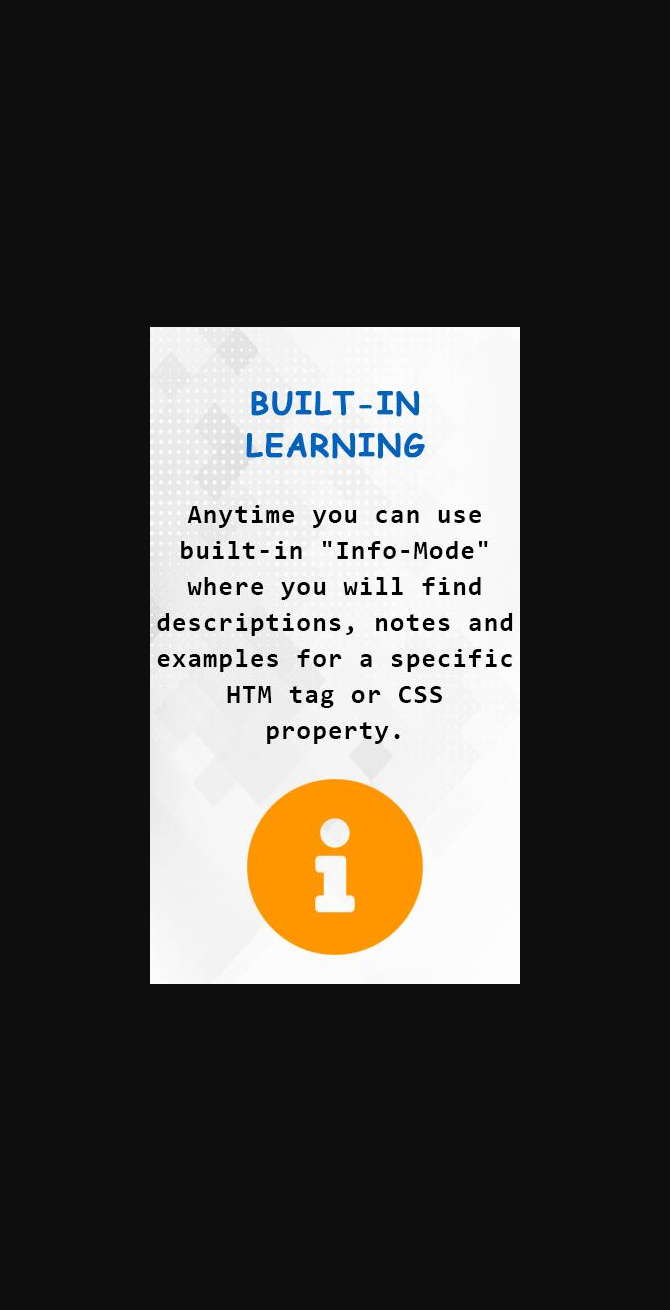 BUILT-IN
LEARNING
Anytime you can use
built-in "Info-Mode"
where you will find
descriptions, notes and
examples for a specific
HTM tag or CSS
property.